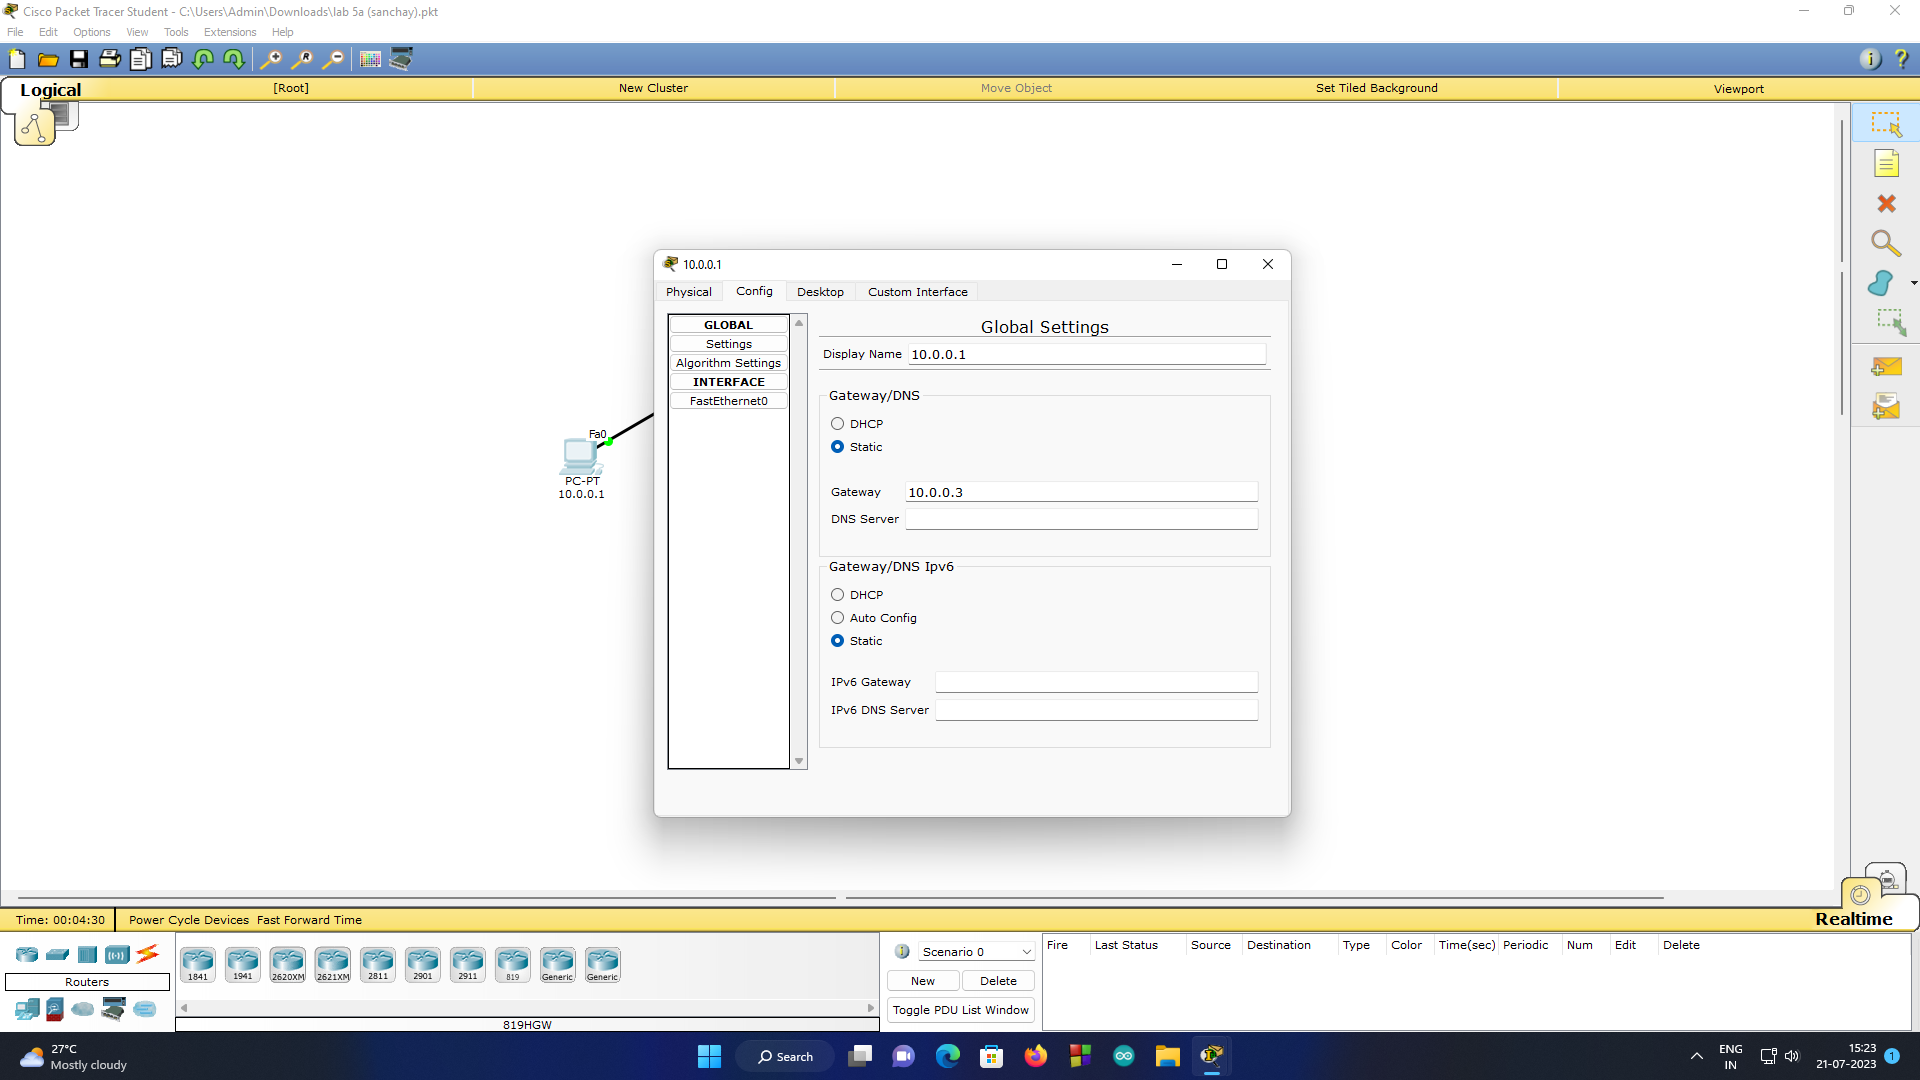 Cisco Packet Tracer Student - C:\Users\Admin\Downloads\lab 5a (sanchay).pkt
File Edit Options View Tools Extensions Help
Logical [Root] New Cluster Move Object Set Tiled Background Viewport
10.0.0.1
Physical Config Desktop Custom Interface
GLOBAL
Settings
Algorithm Settings
INTERFACE
FastEthernet0
Global Settings
Display Name 10.0.0.1
Gateway/DNS
DHCP
Static
Gateway 10.0.0.3
DNS Server
Gateway/DNS Ipv6
DHCP
Auto Config
Static
IPv6 Gateway
IPv6 DNS Server
Fa0
PC-PT
10.0.0.1
Time: 00:04:30 Power Cycle Devices Fast Forward Time
Realtime
Routers
1841 1941 2620XM 2621XM 2811 2901 2911 819 Generic Generic
819HGW
Scenario 0
New Delete
Toggle PDU List Window
Fire Last Status Source Destination Type Color Time(sec) Periodic Num Edit Delete
27°C
Mostly cloudy
Search
ENG
IN
15:23
21-07-2023
1